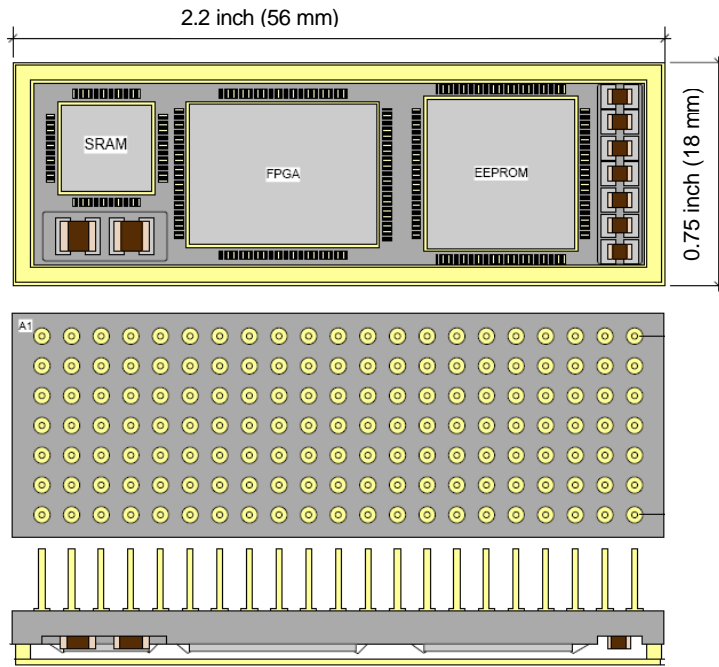 2.2 inch (56 mm)
SRAM
FPGA
EEPROM
0.75 inch (18 mm)
A1